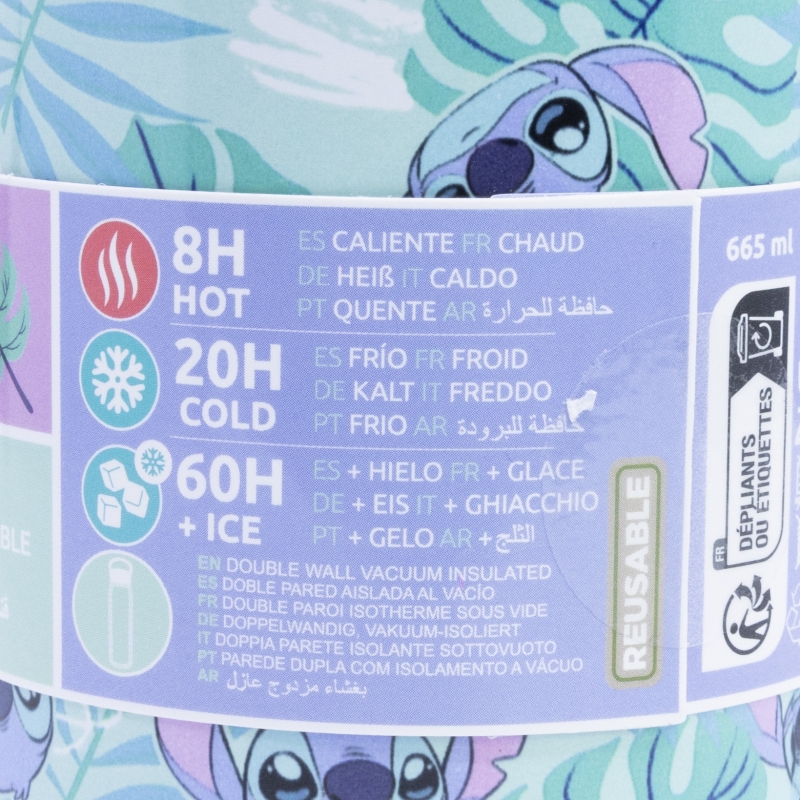 8H
HOT
ES CALIENTE FR CHAUD
DE HEIß IT CALDO
PT QUENTE AR حافظة للحرارة
20H
COLD
ES FRÍO FR FROID
DE KALT IT FREDDO
PT FRIO AR حافظة للبرودة
60H
+ ICE
ES + HIELO FR + GLACE
DE + EIS IT + GHIACCHIO
PT + GELO AR + الثلج
EN DOUBLE WALL VACUUM INSULATED
ES DOBLE PARED AISLADA AL VACÍO
FR DOUBLE PAROI ISOTHERME SOUS VIDE
DE DOPPELWANDIG, VAKUUM-ISOLIERT
IT DOPPIA PARETE ISOLANTE SOTTOVUOTO
PT PAREDE DUPLA COM ISOLAMENTO A VÁCUO
AR بغشاء مزدوج عازل
REUSABLE
665 ml
FR
DÉPLIANTS
OU ÉTIQUETTES